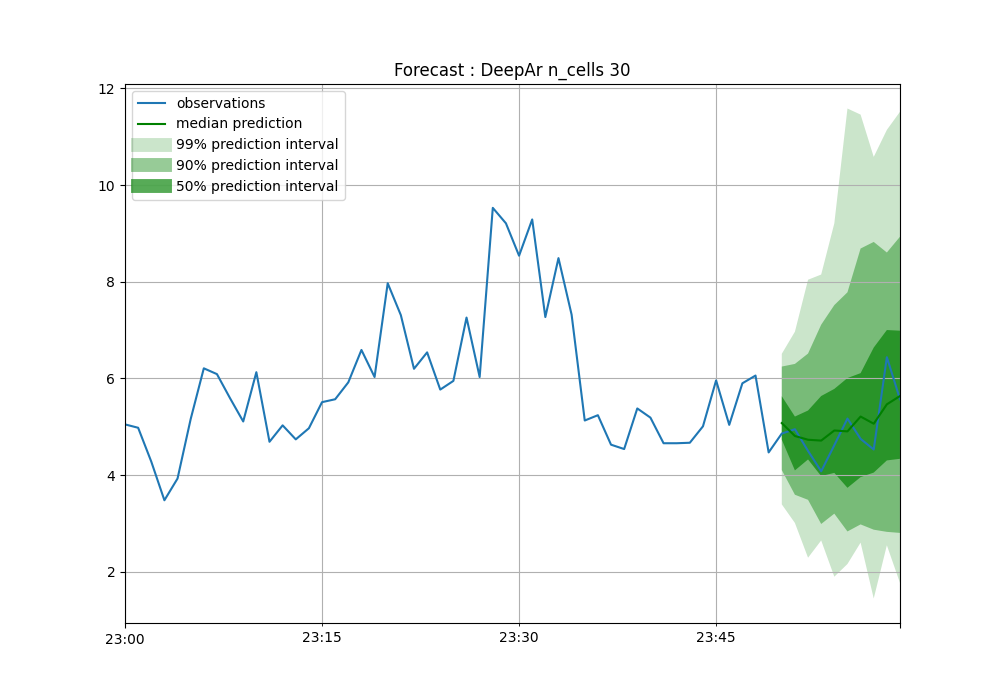 Forecast : DeepAr n_cells 30
observations
median prediction
99% prediction interval
90% prediction interval
50% prediction interval
12
10
8
6
4
2
23:00
23:15
23:30
23:45